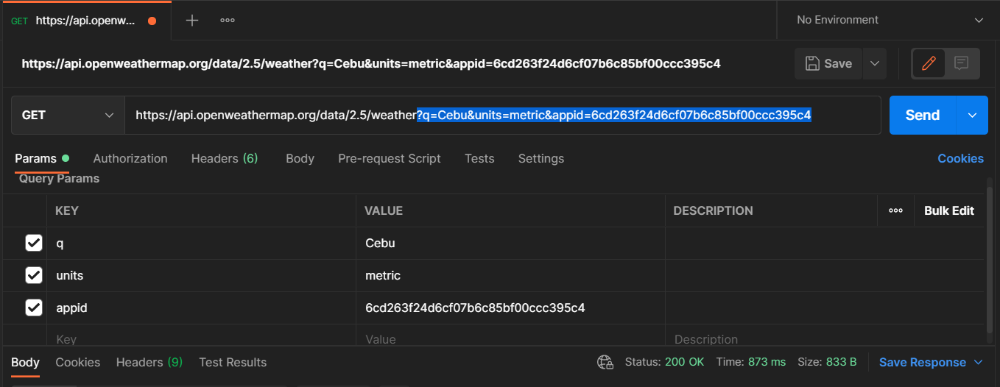 GET https://api.openw... No Environment
https://api.openweathermap.org/data/2.5/weather?q=Cebu&units=metric&appid=6cd263f24d6cf07b6c85bf00ccc395c4 Save
GET https://api.openweathermap.org/data/2.5/weather?q=Cebu&units=metric&appid=6cd263f24d6cf07b6c85bf00ccc395c4 Send
Params Authorization Headers (6) Body Pre-request Script Tests Settings Cookies
Query Params
KEY VALUE DESCRIPTION Bulk Edit
q Cebu
units metric
appid 6cd263f24d6cf07b6c85bf00ccc395c4
Key Value Description
Body Cookies Headers (9) Test Results Status: 200 OK Time: 873 ms Size: 833 B Save Response